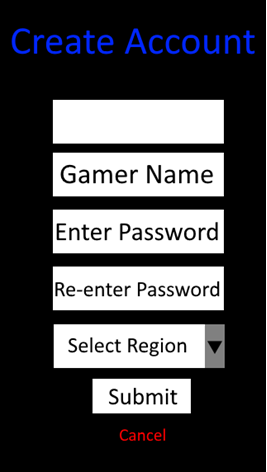 Create Account
Gamer Name
Enter Password
Re-enter Password
Select Region
Submit
Cancel